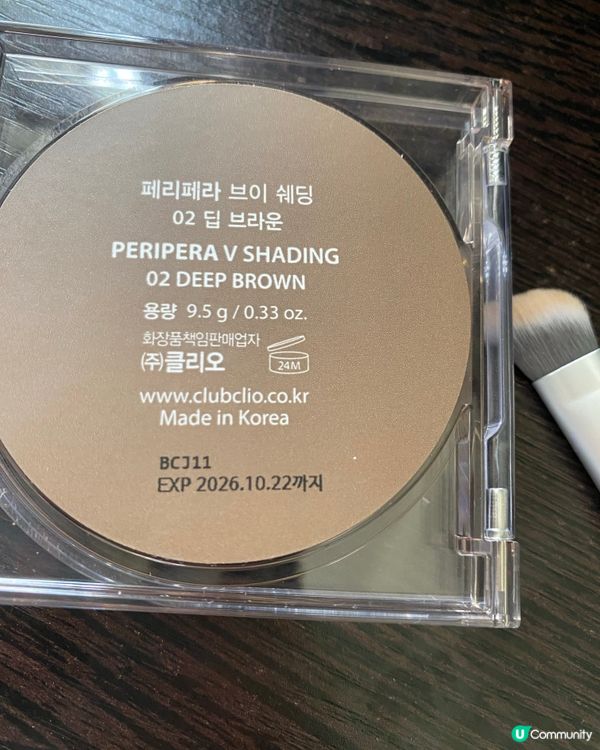 페리페라 브이 쉐딩
02 딥 브라운
PERIPERA V SHADING
02 DEEP BROWN
용량 9.5 g / 0.33 oz.
화장품책임판매업자
㈜클리오
24M
www.clubclio.co.kr
Made in Korea
BCJ11
EXP 2026.10.22까지
U Community